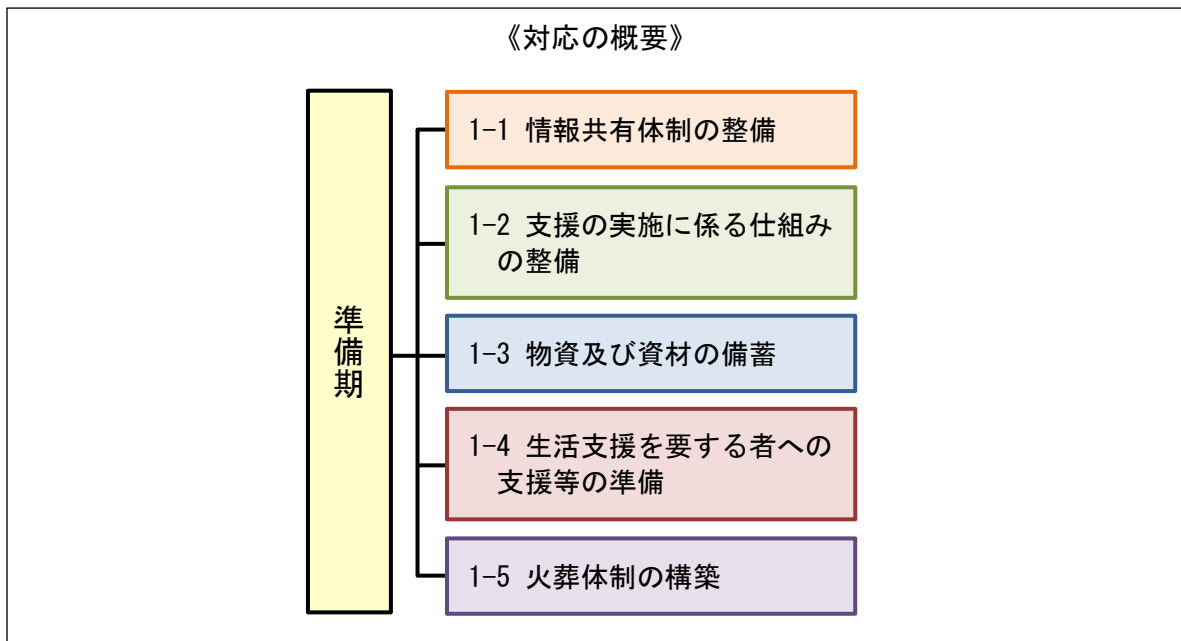 《対応の概要》
準備期
1-1 情報共有体制の整備
1-2 支援の実施に係る仕組み
の整備
1-3 物資及び資材の備蓄
1-4 生活支援を要する者への
支援等の準備
1-5 火葬体制の構築